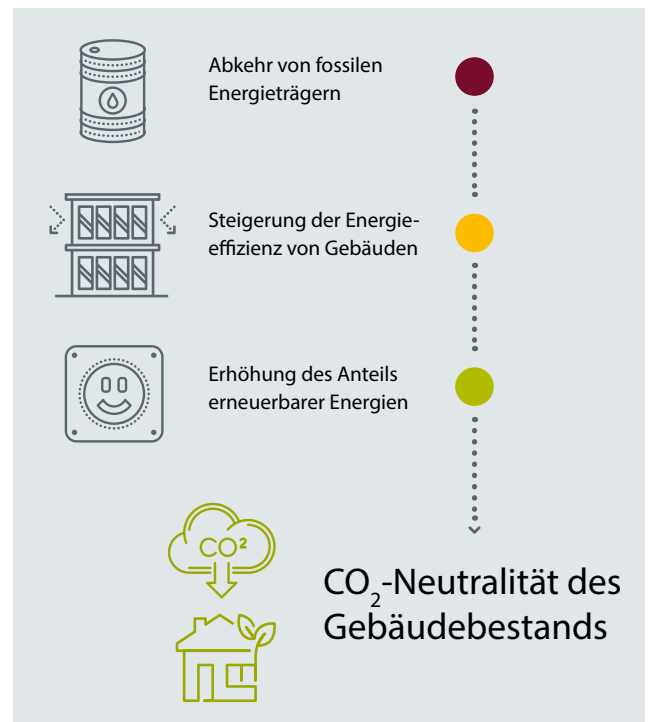 Abkehr von fossilen
Energieträgern
Steigerung der Energie-
effizienz von Gebäuden
Erhöhung des Anteils
erneuerbarer Energien
CO²
CO₂-Neutralität des
Gebäudebestands